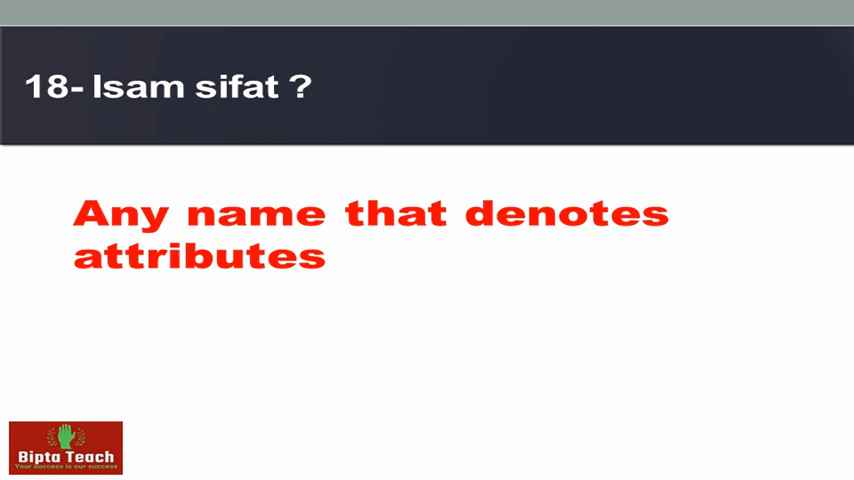 18- Isam sifat ?
Any name that denotes
attributes
Bipta Teach
Your success is our success